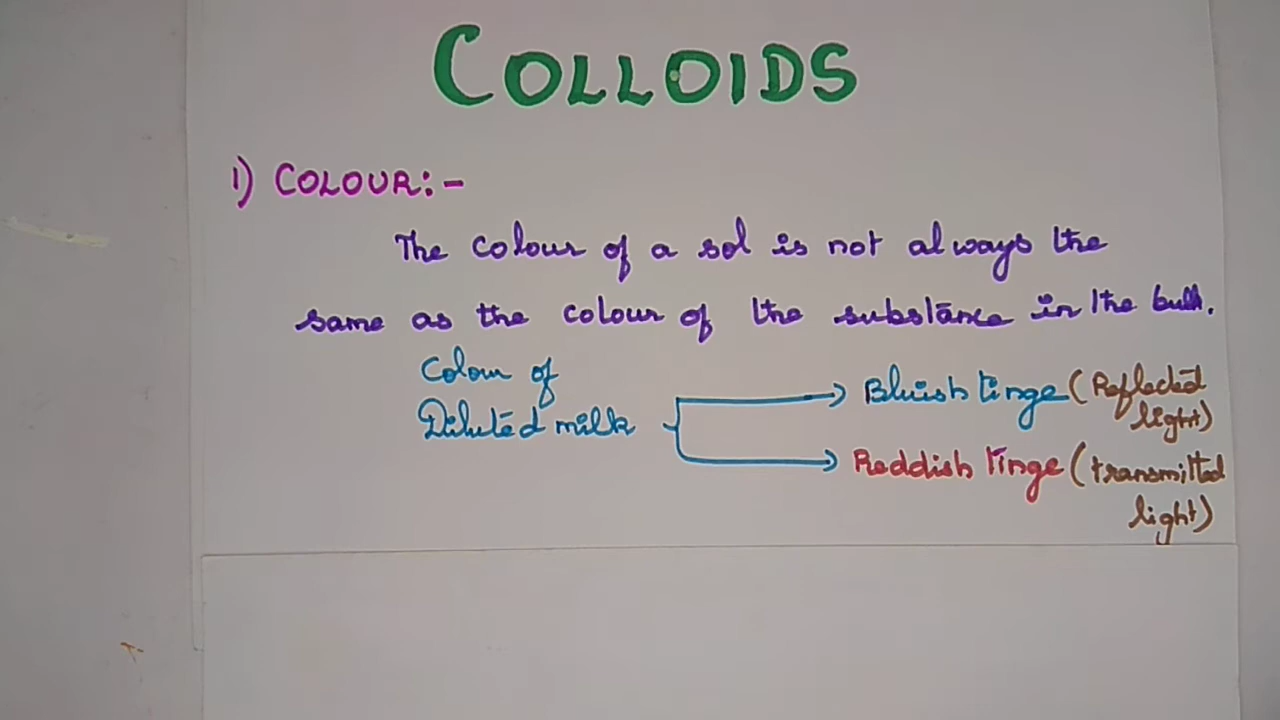 COLLOIDS
1) COLOUR:-
The colour of a sol is not always the
same as the colour of the substance in the bulk.
Colour of
Diluted milk
Bluish tinge (Reflected
light)
Reddish tinge (transmitted
light)